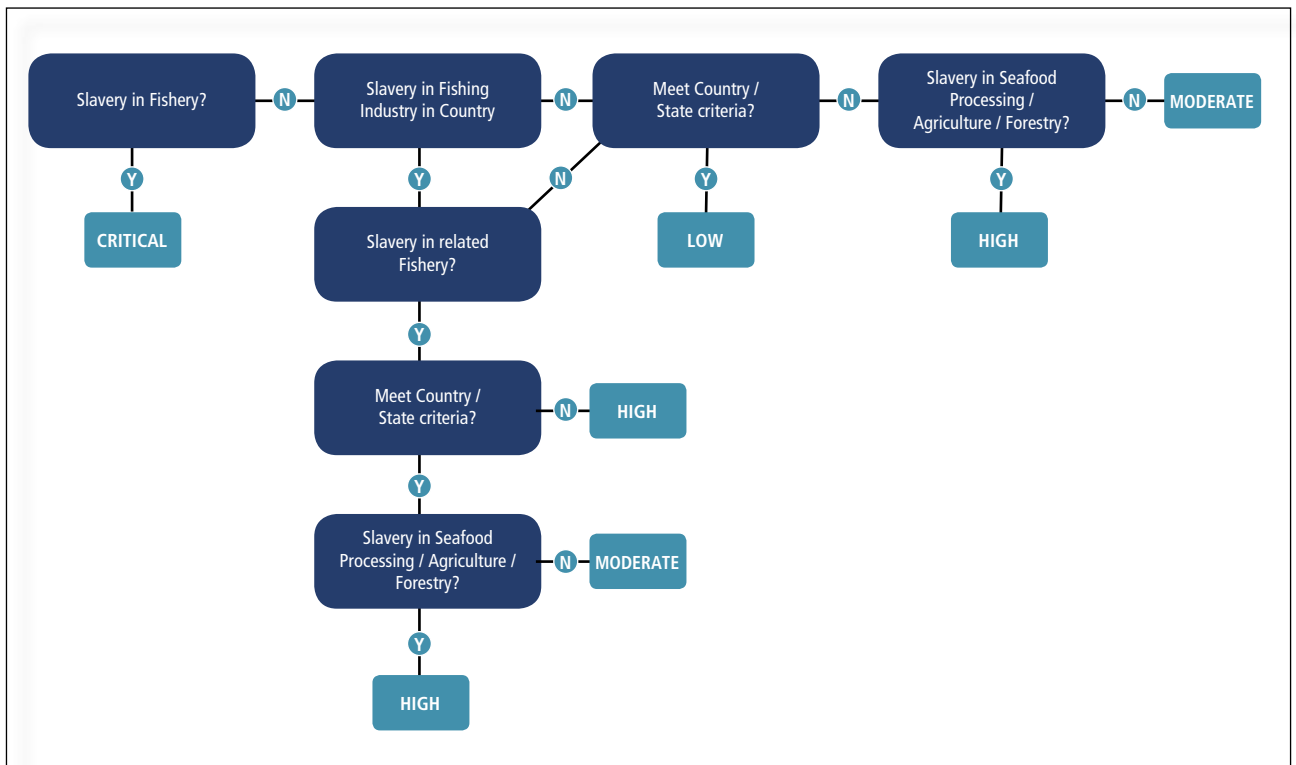 Slavery in Fishery?
N
Slavery in Fishing
Industry in Country
N
Meet Country /
State criteria?
N
Slavery in Seafood
Processing /
Agriculture / Forestry?
N
MODERATE
Y
Y
N
Y
Y
CRITICAL
Slavery in related
Fishery?
LOW
HIGH
Y
Meet Country /
State criteria?
N
HIGH
Y
Slavery in Seafood
Processing / Agriculture /
Forestry?
N
MODERATE
Y
HIGH